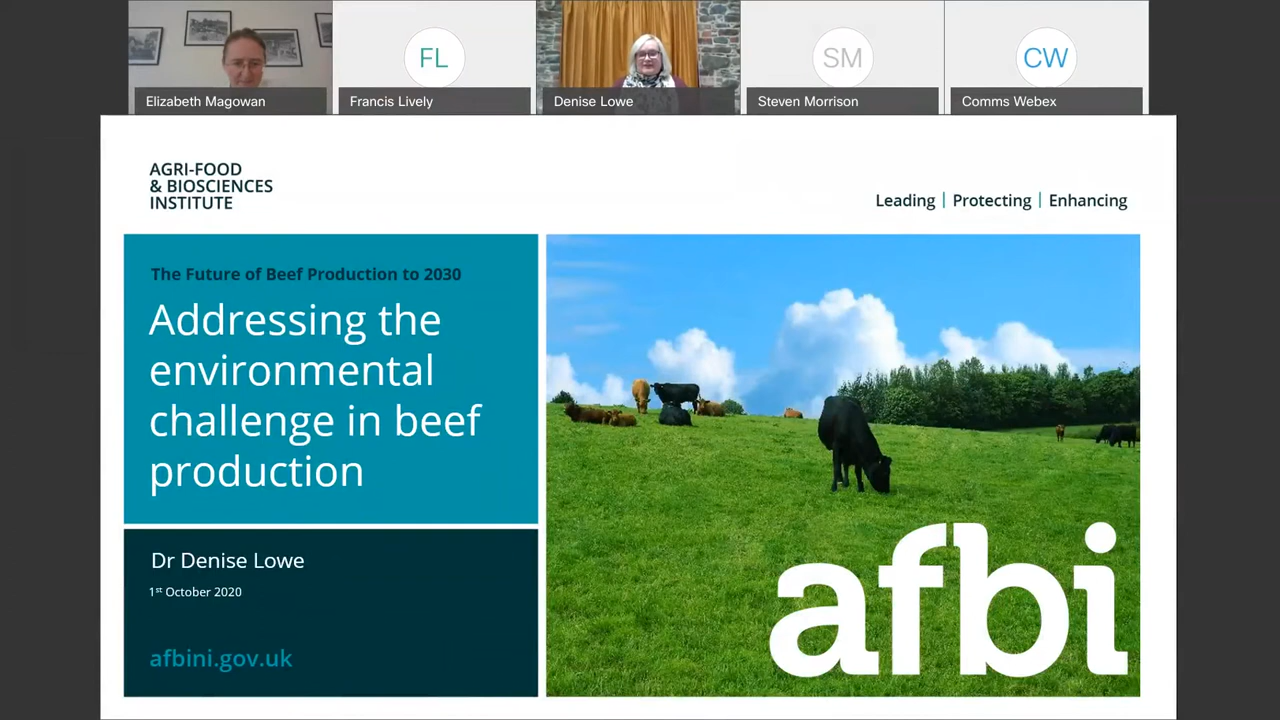 Elizabeth Magowan
FL
Francis Lively
Denise Lowe
SM
Steven Morrison
CW
Comms Webex
AGRI-FOOD
& BIOSCIENCES
INSTITUTE
Leading | Protecting | Enhancing
The Future of Beef Production to 2030
Addressing the
environmental
challenge in beef
production
Dr Denise Lowe
1st October 2020
afbini.gov.uk
afbi